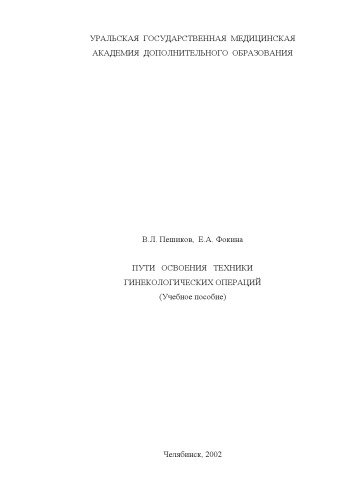 УРАЛЬСКАЯ ГОСУДАРСТВЕННАЯ МЕДИЦИНСКАЯ
АКАДЕМИЯ ДОПОЛНИТЕЛЬНОГО ОБРАЗОВАНИЯ
В.Л. Пешиков, Е.А. Фокина
ПУТИ ОСВОЕНИЯ ТЕХНИКИ
ГИНЕКОЛОГИЧЕСКИХ ОПЕРАЦИЙ
(Учебное пособие)
Челябинск, 2002